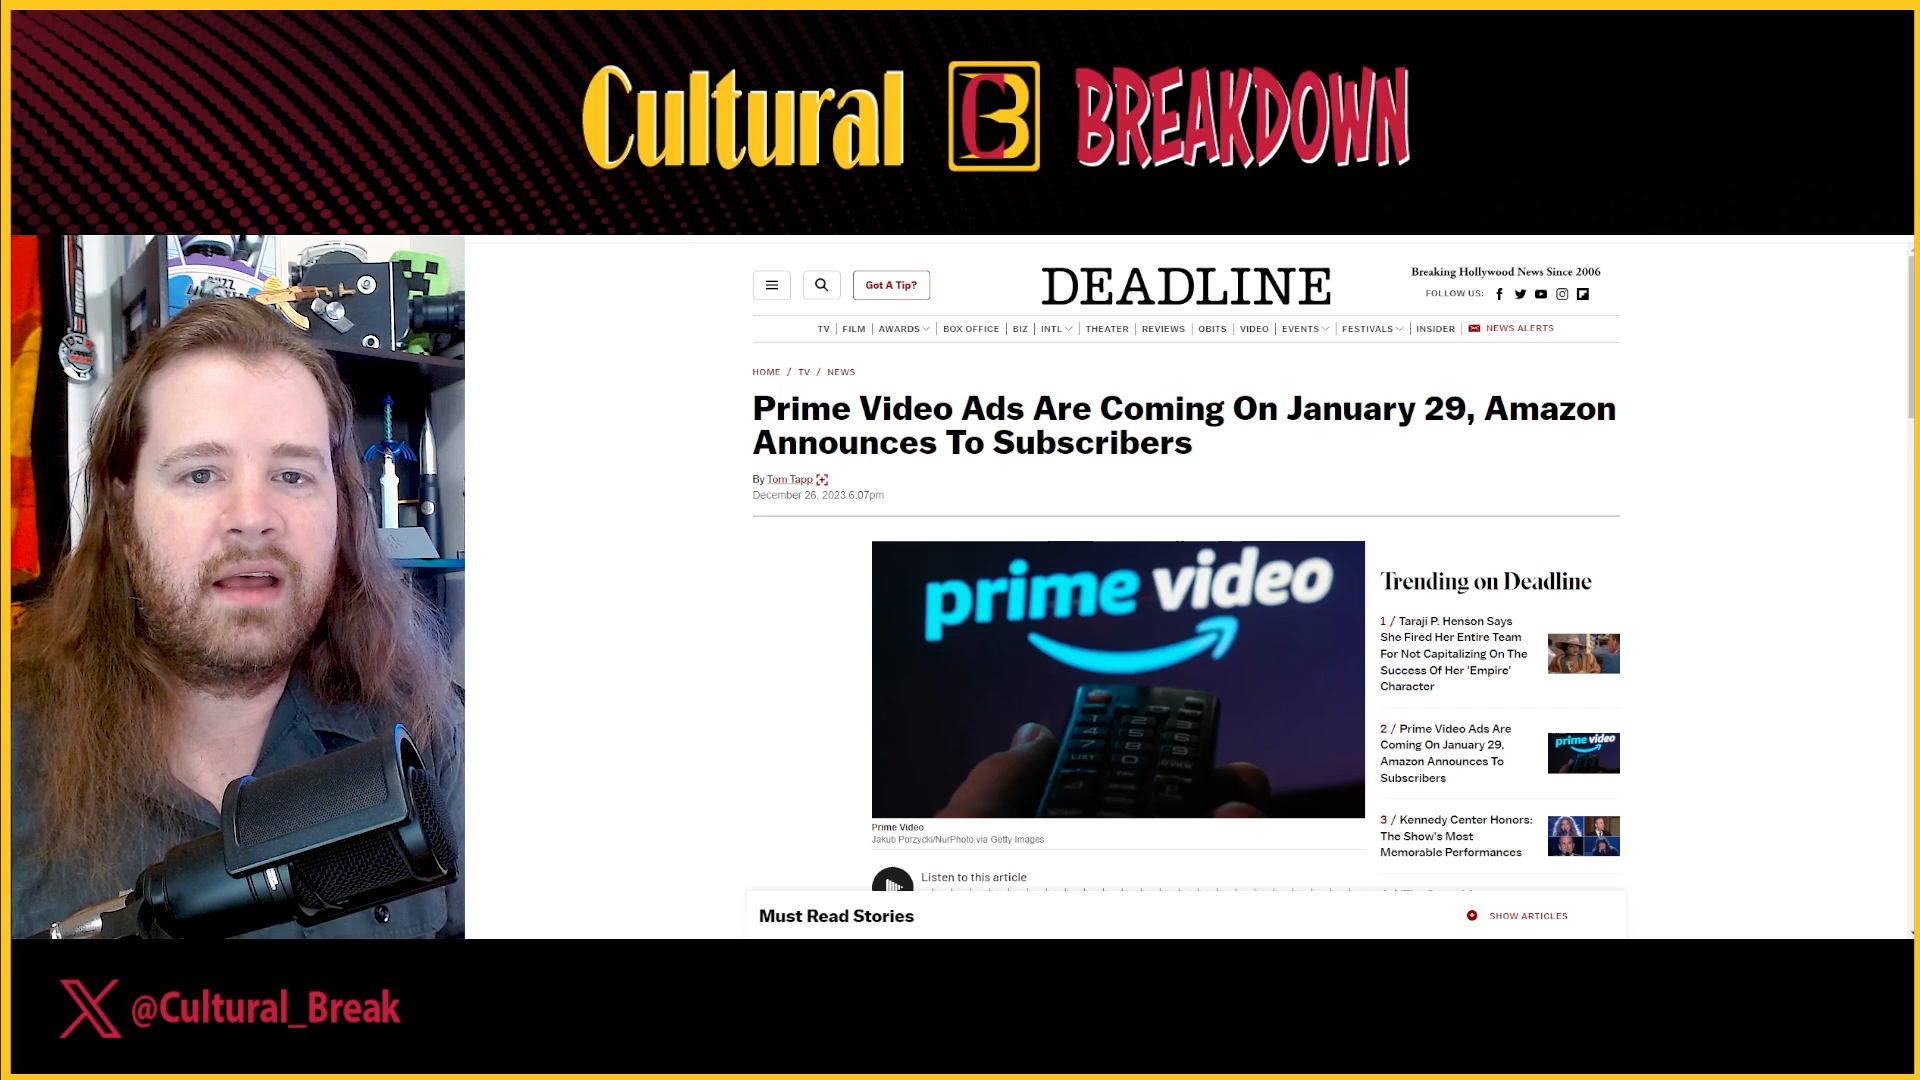 Cultural CB BREAKDOWN
Got A Tip?
DEADLINE
Breaking Hollywood News Since 2006
FOLLOW US:
TV | FILM | AWARDS | BOX OFFICE | BIZ | INTL | THEATER | REVIEWS | OBITS | VIDEO | EVENTS | FESTIVALS | INSIDER | NEWS ALERTS
HOME / TV / NEWS
Prime Video Ads Are Coming On January 29, Amazon
Announces To Subscribers
By Tom Tapp
December 26, 2023 6:07pm
prime video
Prime Video
Jakub Porzycki/NurPhoto via Getty Images
Listen to this article
Trending on Deadline
1 / Taraji P. Henson Says
She Fired Her Entire Team
For Not Capitalizing On The
Success Of Her 'Empire'
Character
2 / Prime Video Ads Are
Coming On January 29,
Amazon Announces To
Subscribers
prime video
3 / Kennedy Center Honors:
The Show's Most
Memorable Performances
Must Read Stories
SHOW ARTICLES
X @Cultural_Break